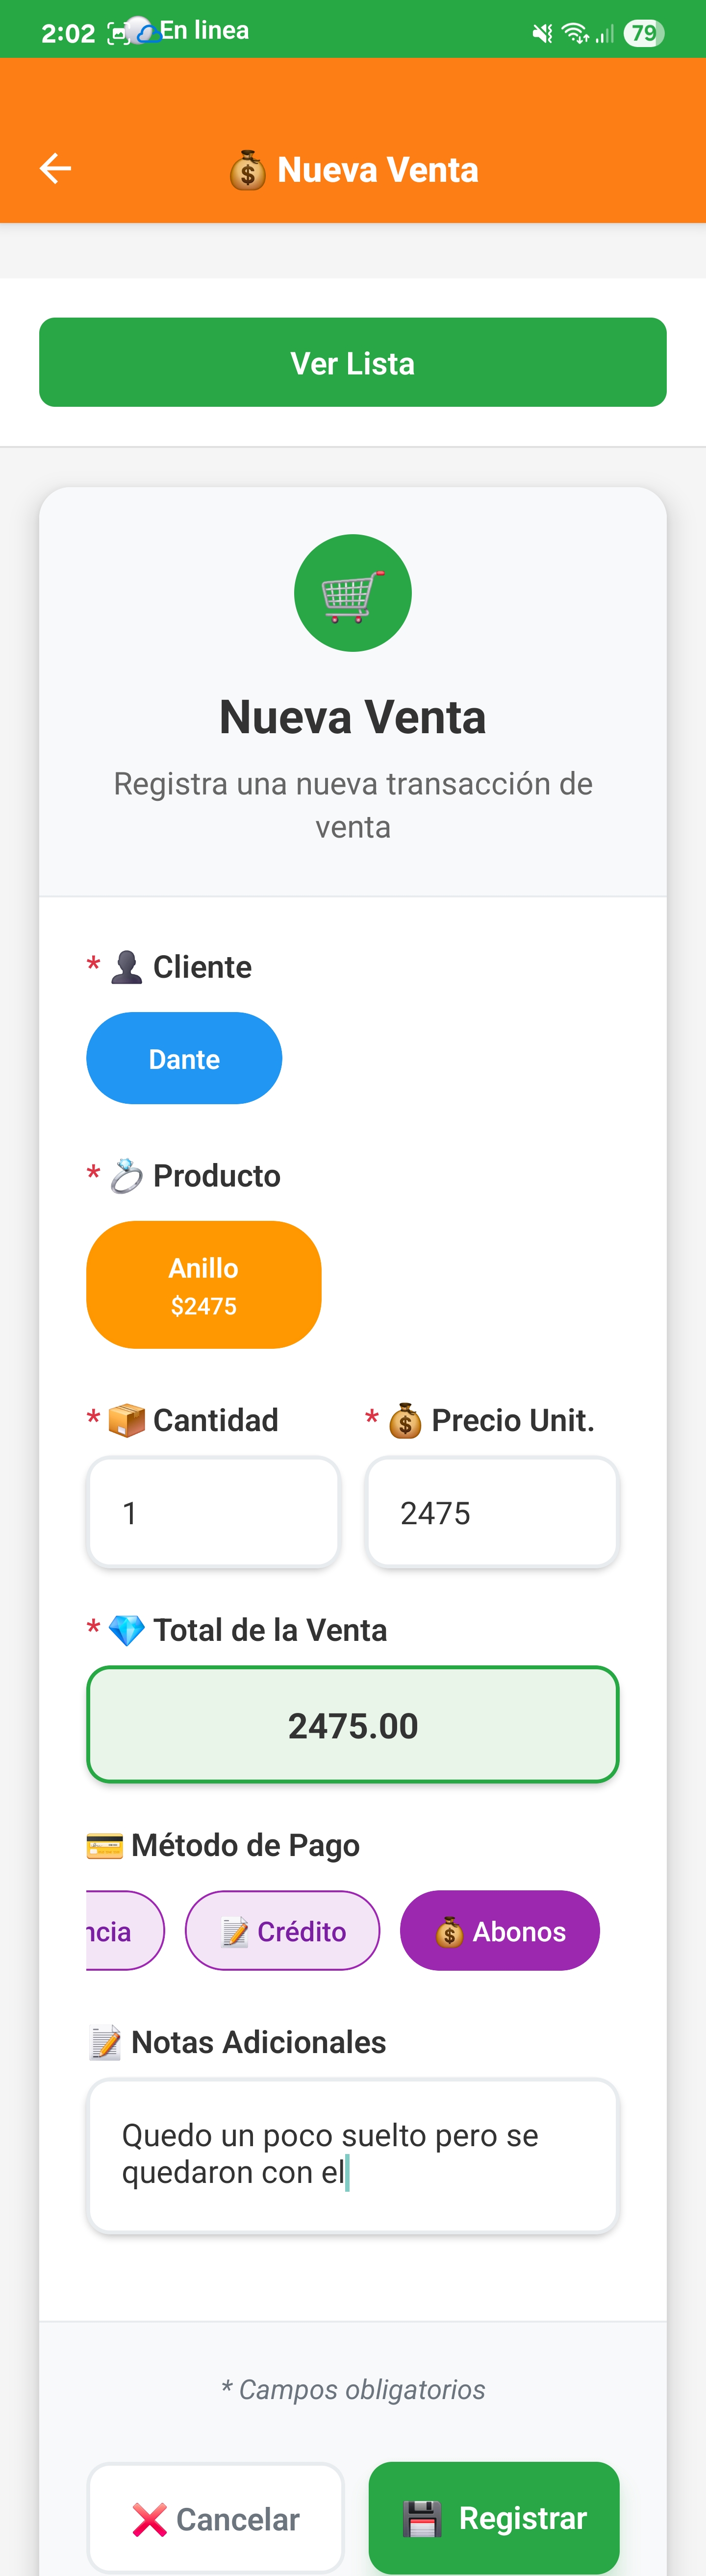 2:02 En linea 79
Nueva Venta
Ver Lista
Nueva Venta
Registra una nueva transacción de
venta
* Cliente
Dante
* Producto
Anillo
$2475
* Cantidad * Precio Unit.
1 2475
* Total de la Venta
2475.00
Método de Pago
ncia Crédito Abonos
Notas Adicionales
Quedo un poco suelto pero se
quedaron con el
* Campos obligatorios
Cancelar Registrar